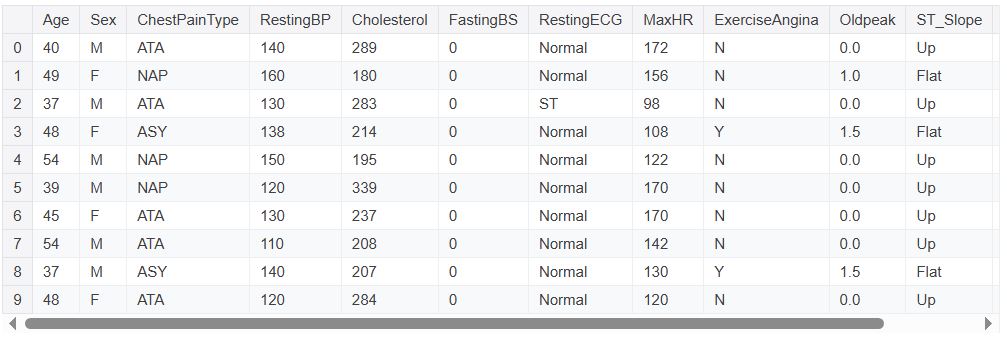 Age Sex ChestPainType RestingBP Cholesterol FastingBS RestingECG MaxHR ExerciseAngina Oldpeak ST_Slope
0 40 M ATA 140 289 0 Normal 172 N 0.0 Up
1 49 F NAP 160 180 0 Normal 156 N 1.0 Flat
2 37 M ATA 130 283 0 ST 98 N 0.0 Up
3 48 F ASY 138 214 0 Normal 108 Y 1.5 Flat
4 54 M NAP 150 195 0 Normal 122 N 0.0 Up
5 39 M NAP 120 339 0 Normal 170 N 0.0 Up
6 45 F ATA 130 237 0 Normal 170 N 0.0 Up
7 54 M ATA 110 208 0 Normal 142 N 0.0 Up
8 37 M ASY 140 207 0 Normal 130 Y 1.5 Flat
9 48 F ATA 120 284 0 Normal 120 N 0.0 Up